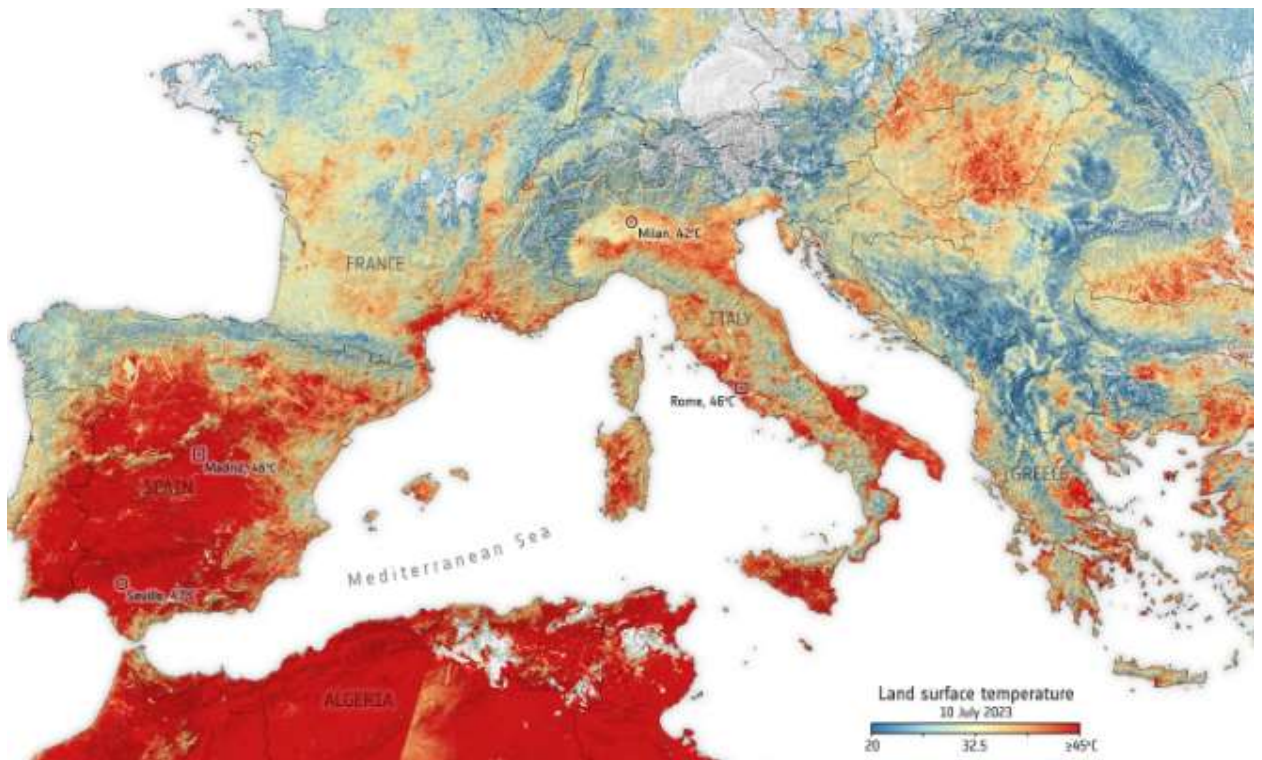 Milan, 42°C
FRANCE
ITALY
Rome, 46°C
Madrid, 46°C
SPAIN
GREECE
Mediterranean Sea
Seville, 47°C
ALGERIA
Land surface temperature
10 July 2023
20 32.5 ≥45°C